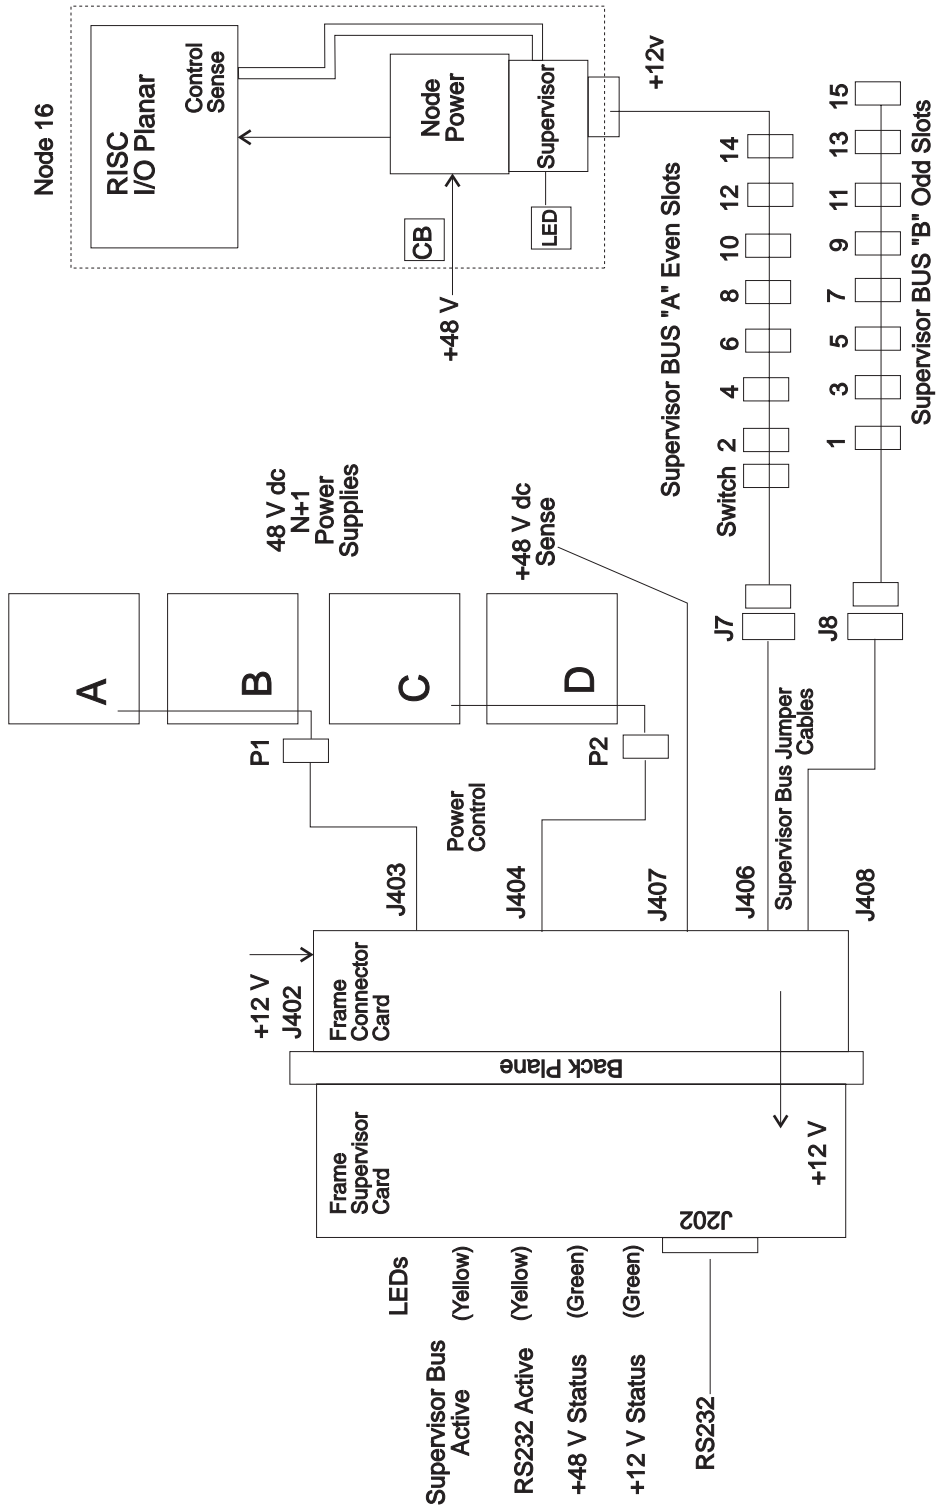 Node 16
RISC
I/O Planar
Control
Sense
Node
Power
Supervisor
CB
LED
+48 V
+12v
48 V dc
N+1
Power
Supplies
A
B
C
D
P1
P2
Power
Control
+48 V dc
Sense
Supervisor BUS "A" Even Slots
Switch 2 4 6 8 10 12 14
1 3 5 7 9 11 13 15
Supervisor BUS "B" Odd Slots
J7
J8
Supervisor Bus Jumper
Cables
J403
J404
J407
J406
J408
+12 V
J402
Frame
Connector
Card
Back Plane
Frame
Supervisor
Card
+12 V
J202
LEDs
Supervisor Bus
Active
(Yellow)
RS232 Active (Yellow)
+48 V Status (Green)
+12 V Status (Green)
RS232